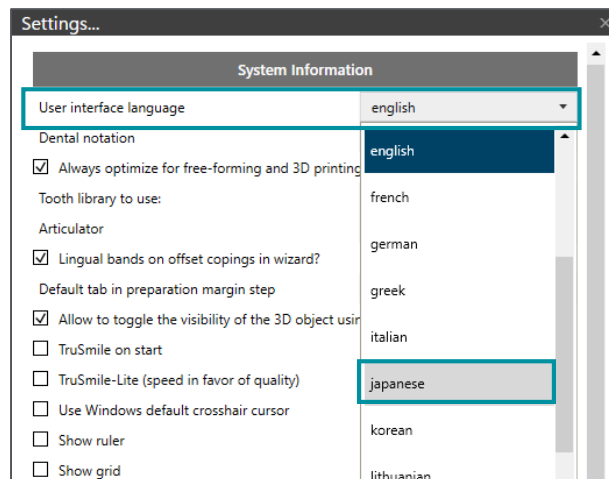 Settings...
System Information
User interface language english
Dental notation
english
Always optimize for free-forming and 3D printing
Tooth library to use:
french
Articulator
german
Lingual bands on offset copings in wizard?
Default tab in preparation margin step
greek
Allow to toggle the visibility of the 3D object usin
italian
TruSmile on start
TruSmile-Lite (speed in favor of quality)
japanese
Use Windows default crosshair cursor
korean
Show ruler
Show grid
lithuanian